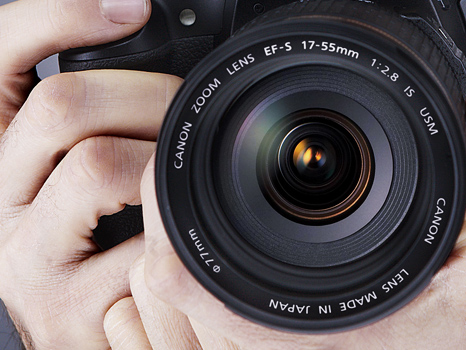 CANON ZOOM LENS EF-S 17-55mm 1:2.8 IS USM
CANON LENS MADE IN JAPAN
Φ77mm